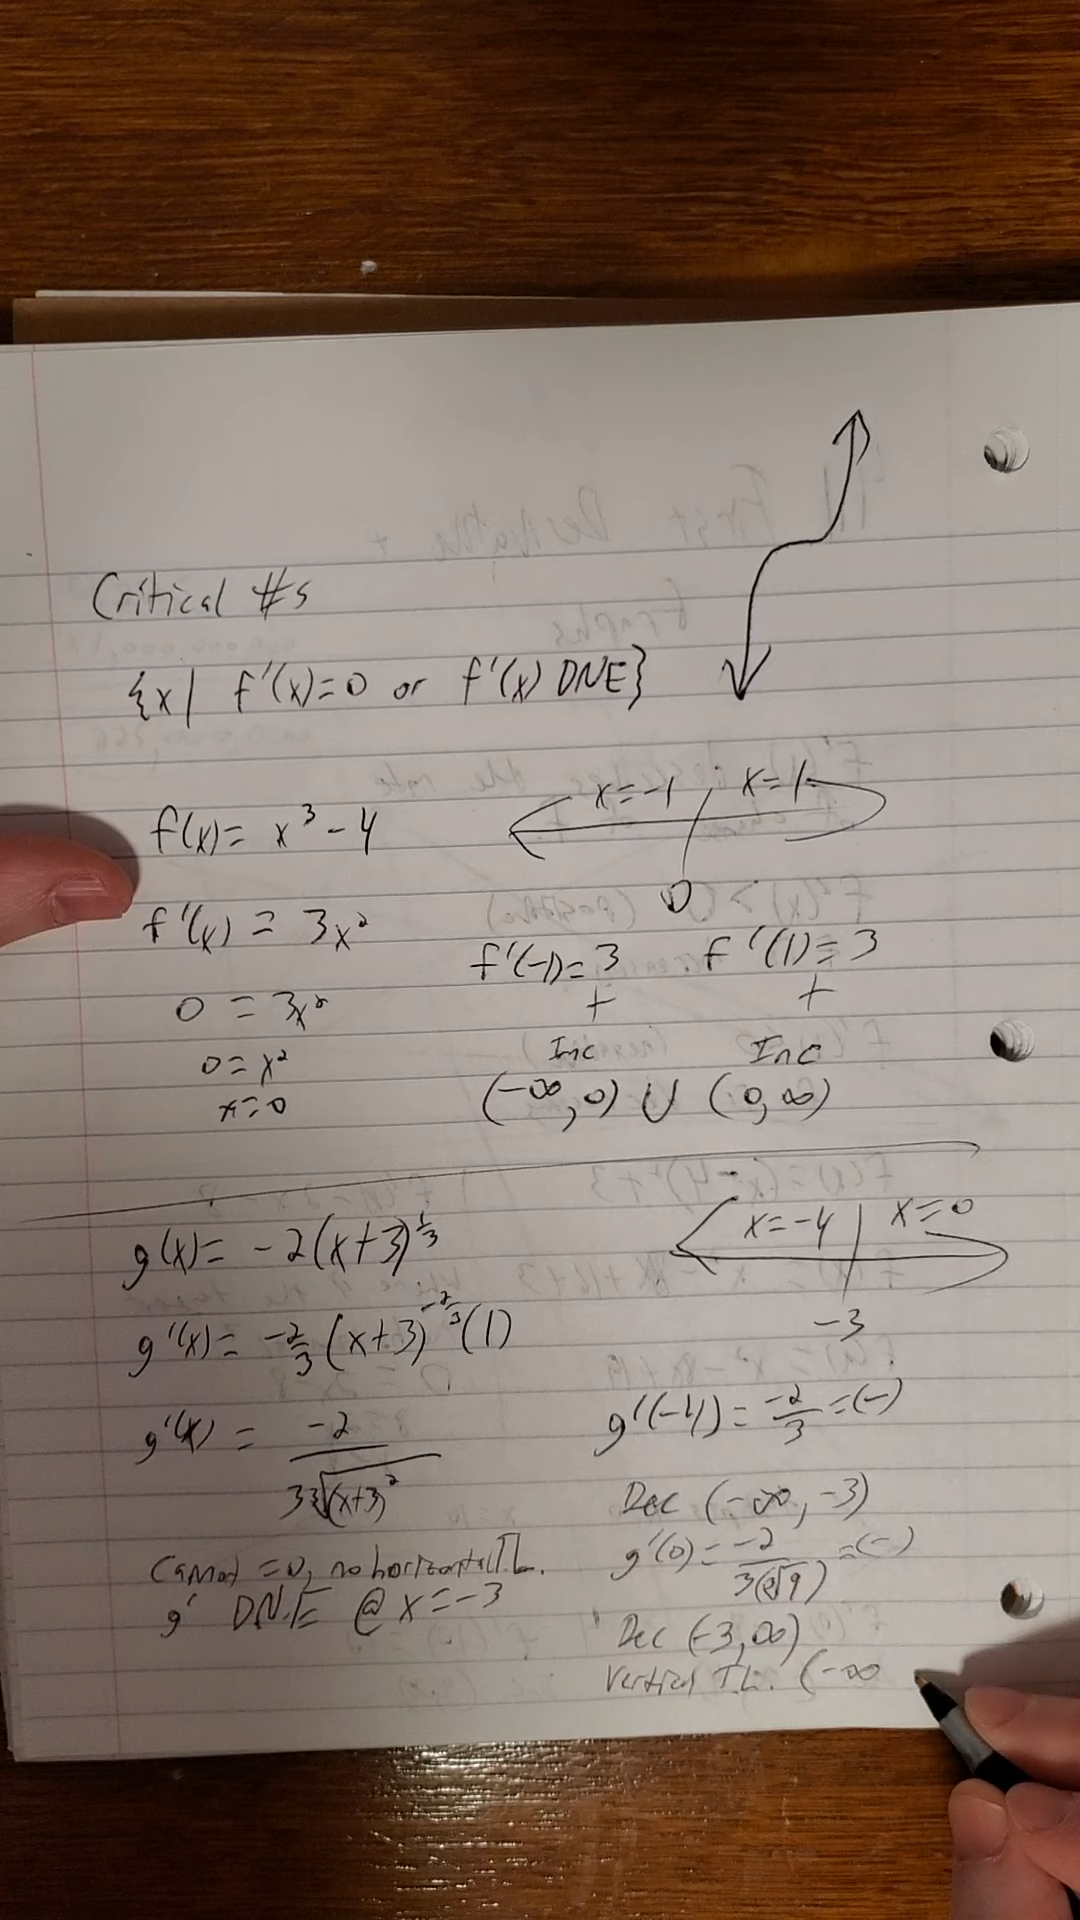 Critical #s
{x| f'(x)=0 or f'(x) DNE}
f(x)= x³ - 4
x=-1 x=1
0
f'(x) = 3x²
f'(-1)=3 f'(1)=3
+ +
0 = 3x²
Inc Inc
0=x²
(-∞,0) ∪ (0,∞)
x=0
g(x)= -2(x+3)^1/3
x=-4 x=0
-3
g'(x)= -2/3 (x+3)^-2/3 (1)
g'(-4)= -2/3 =(-)
g'(x) = -2 / 3∛(x+3)²
Dec (-∞,-3)
Cannot =0, no horizontal T.L.
g'(0)= -2/3(∛9) =(-)
g' DNE @ x=-3
Dec (-3,∞)
Vertical T.L. (-∞